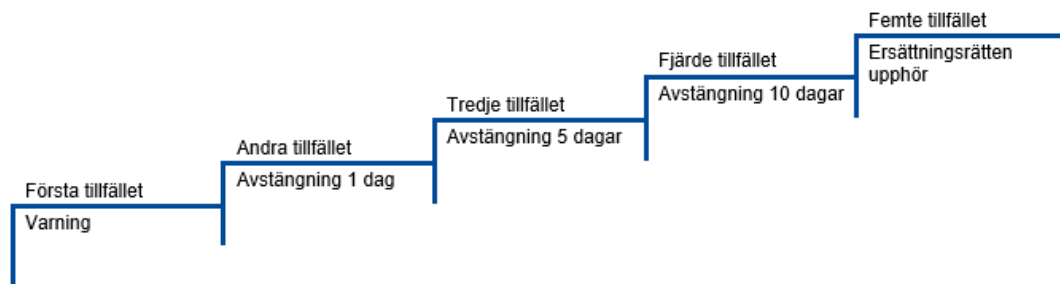 Första tillfället
Varning
Andra tillfället
Avstängning 1 dag
Tredje tillfället
Avstängning 5 dagar
Fjärde tillfället
Avstängning 10 dagar
Femte tillfället
Ersättningsrätten
upphör